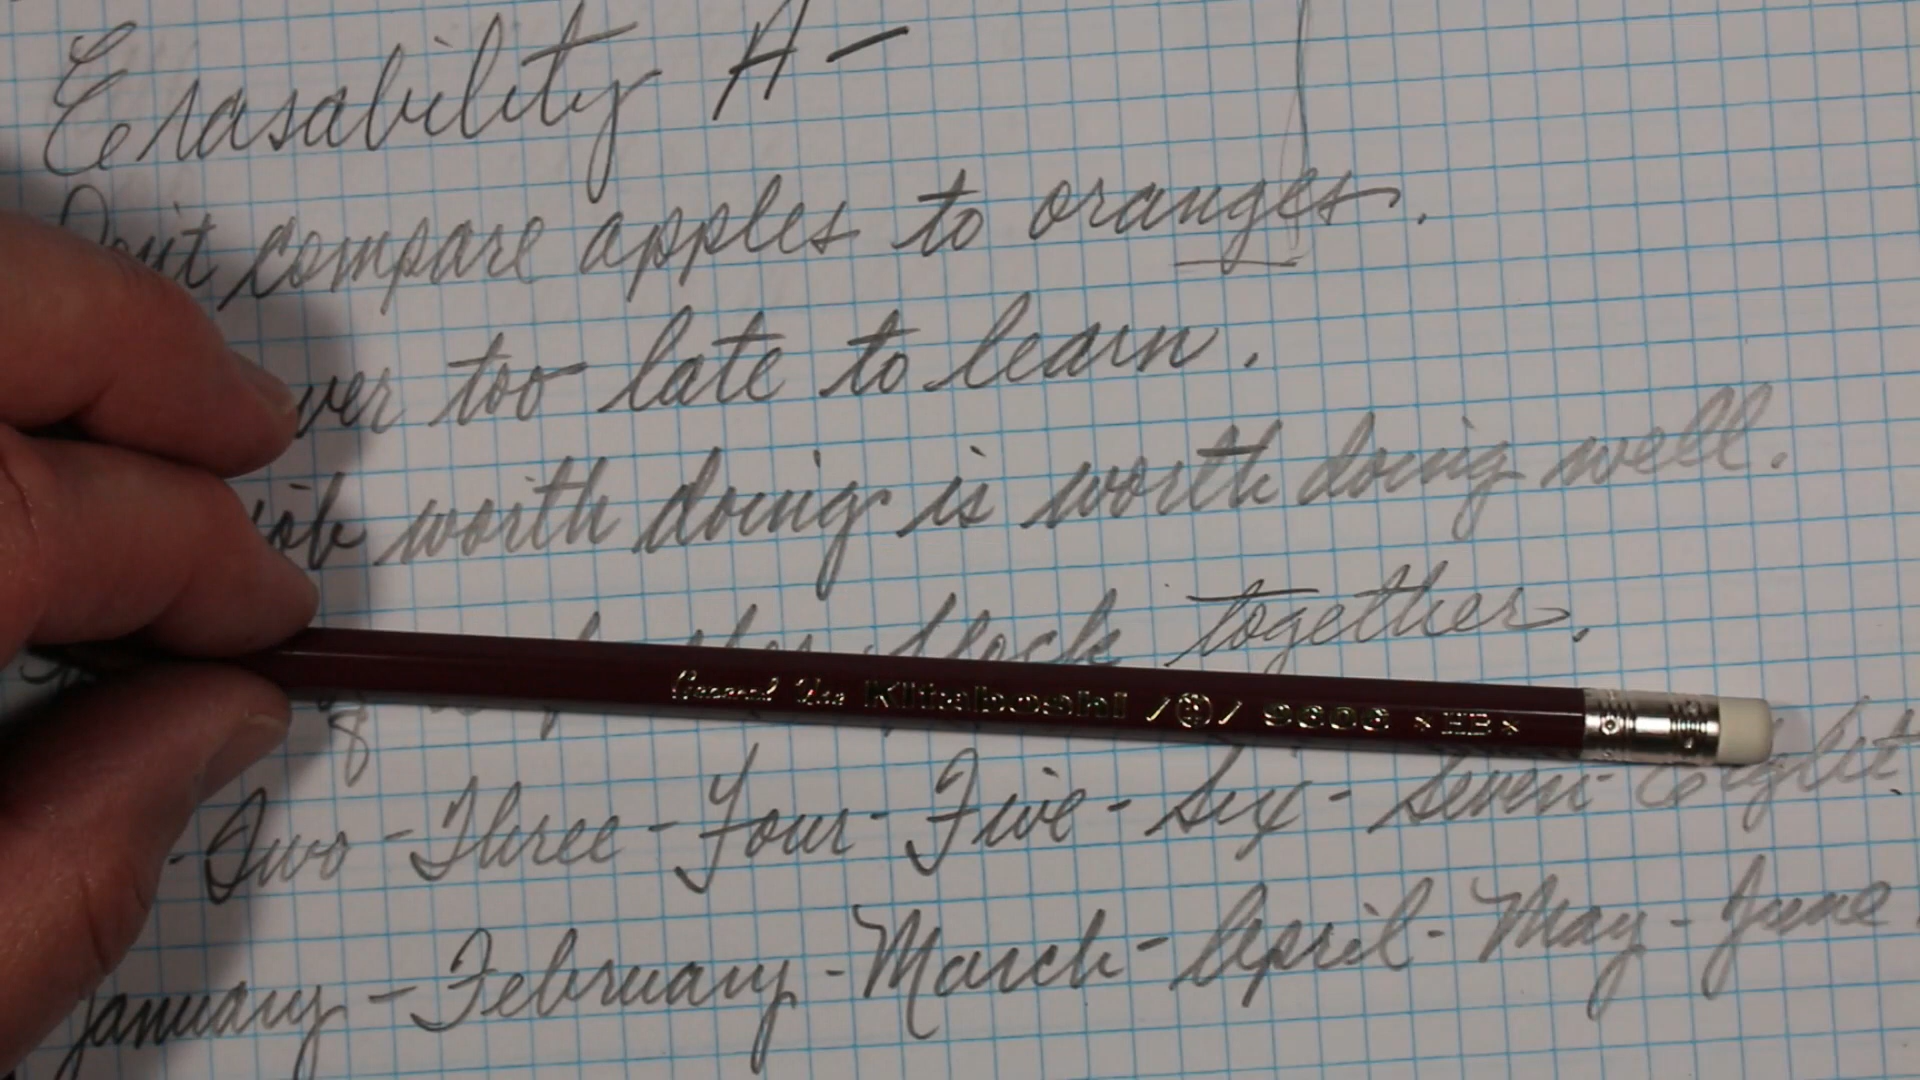 Erasability A-
Don't compare apples to oranges.
ver too late to learn.
job worth doing is worth doing well.
flock together.
General Use Kitaboshi 9606 *HB*
- Two - Three - Four - Five - Six - Seven - Eight.
January - February - March - April - May - June